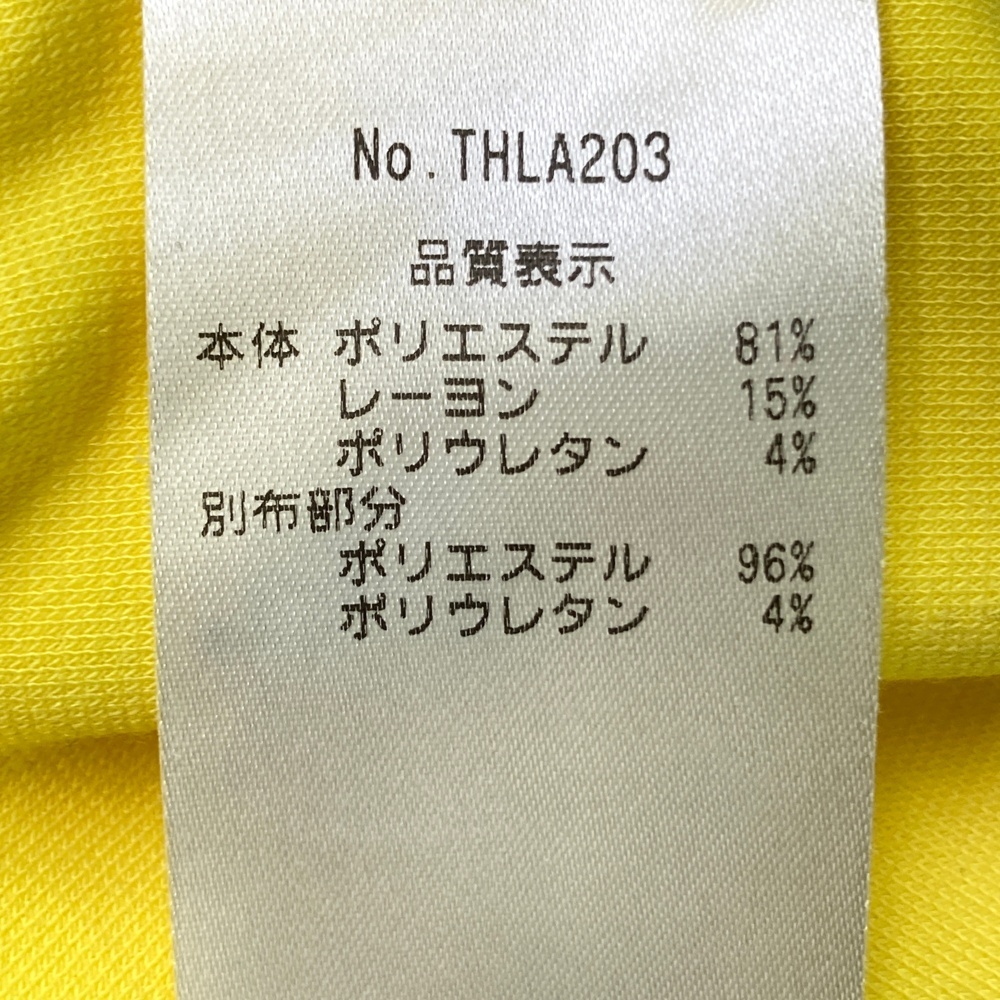 No.THLA203
品質表示
本体 ポリエステル 81%
レーヨン 15%
ポリウレタン 4%
別布部分
ポリエステル 96%
ポリウレタン 4%